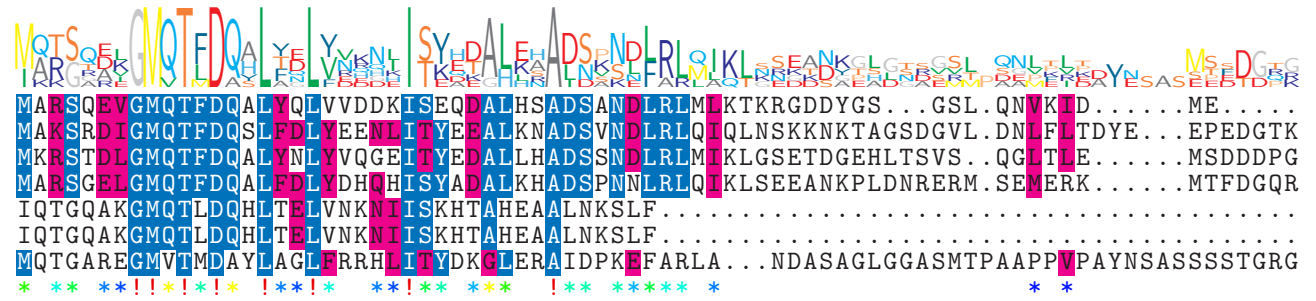 MARSQEVGMQTFDQALYQLVVDDKISEQDALHSADSANDLRLMLKTKRGDDYGS...GSL.QNVKID......ME.....
MAKSRDIGMQTFDQSLFDLYEENLITYEEALKNADSVNDLRLQIQLNSKKNKTAGSDGVL.DNLFLTDYE...EPEDGTK
MKRSTDLGMQTFDQALYNLYVQGEITYEDALLHADSSNDLRLMIKLGSETDGEHLTSVS..QGLTLE......MSDDDPG
MARSGELGMQTFDQALFDLYDHQHISYADALKHADSPNNLRLQIKLSEEANKPLDNRERM.SEMERK......MTFDGQR
IQTGQAKGMQTLDQHLTELVNKNIISKHTAHEAALNKSLF........................................
IQTGQAKGMQTLDQHLTELVNKNIISKHTAHEAALNKSLF........................................
MQTGAREGMVTMDAYLAGLFRRHLITYDKGLERAIDPKEFARLA...NDASAGLGGASMTPAAPPVPAYNSASSSSTGRG
* ** **!!*!*!* !**!*  **!** ***  !** ***** *                   * *